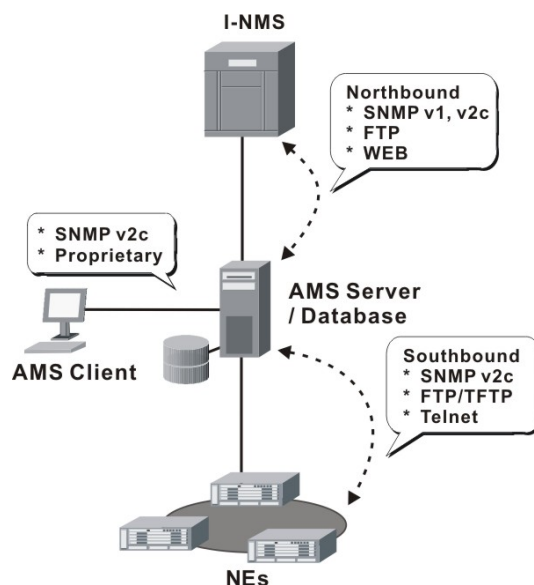 I-NMS
Northbound
* SNMP v1, v2c
* FTP
* WEB
* SNMP v2c
* Proprietary
AMS Server
/ Database
AMS Client
Southbound
* SNMP v2c
* FTP/TFTP
* Telnet
NEs